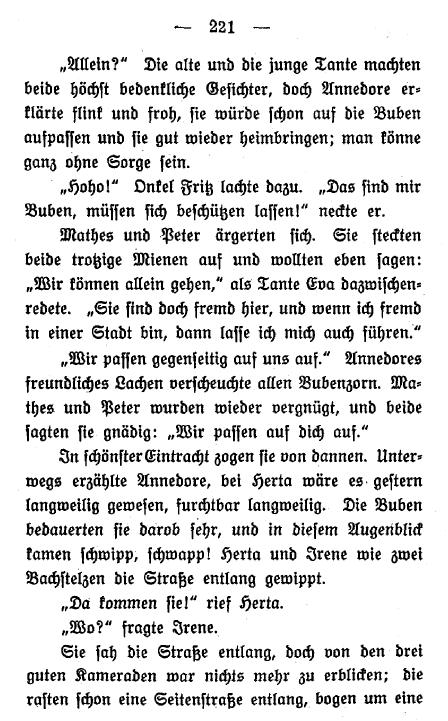 — 221 —
„Allein?“ Die alte und die junge Tante machten
beide höchst bedenkliche Gesichter, doch Annedore er-
klärte flink und froh, sie würde schon auf die Buben
aufpassen und sie gut wieder heimbringen; man könne
ganz ohne Sorge sein.
„Hoho!“ Onkel Fritz lachte dazu. „Das sind mir
Buben, müssen sich beschützen lassen!“ neckte er.
Mathes und Peter ärgerten sich. Sie steckten
beide trotzige Mienen auf und wollten eben sagen:
„Wir können allein gehen,“ als Tante Eva dazwischen-
redete. „Sie sind doch fremd hier, und wenn ich fremd
in einer Stadt bin, dann lasse ich mich auch führen.“
„Wir passen gegenseitig auf uns auf.“ Annedores
freundliches Lachen verscheuchte allen Bubenzorn. Ma-
thes und Peter wurden wieder vergnügt, und beide
sagten sie gnädig: „Wir passen auf dich auf.“
In schönster Eintracht zogen sie von dannen. Unter-
wegs erzählte Annedore, bei Herta wäre es gestern
langweilig gewesen, furchtbar langweilig. Die Buben
bedauerten sie darob sehr, und in diesem Augenblick
kamen schwipp, schwapp! Herta und Irene wie zwei
Bachstelzen die Straße entlang gewippt.
„Da kommen sie!“ rief Herta.
„Wo?“ fragte Irene.
Sie sah die Straße entlang, doch von den drei
guten Kameraden war nichts mehr zu erblicken; die
rasten schon eine Seitenstraße entlang, bogen um eine